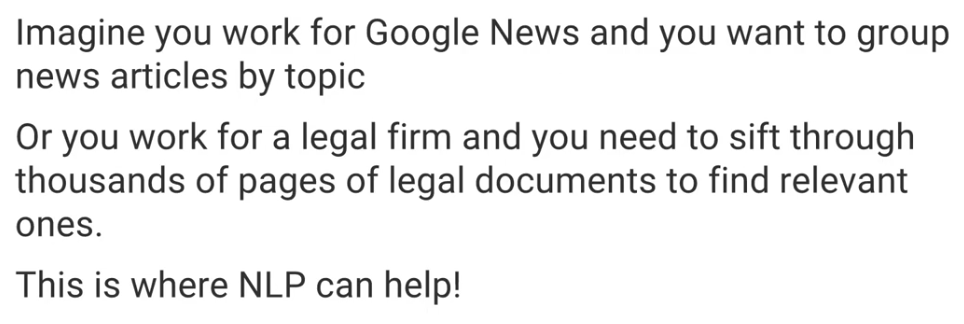 Imagine you work for Google News and you want to group
news articles by topic
Or you work for a legal firm and you need to sift through
thousands of pages of legal documents to find relevant
ones.
This is where NLP can help!